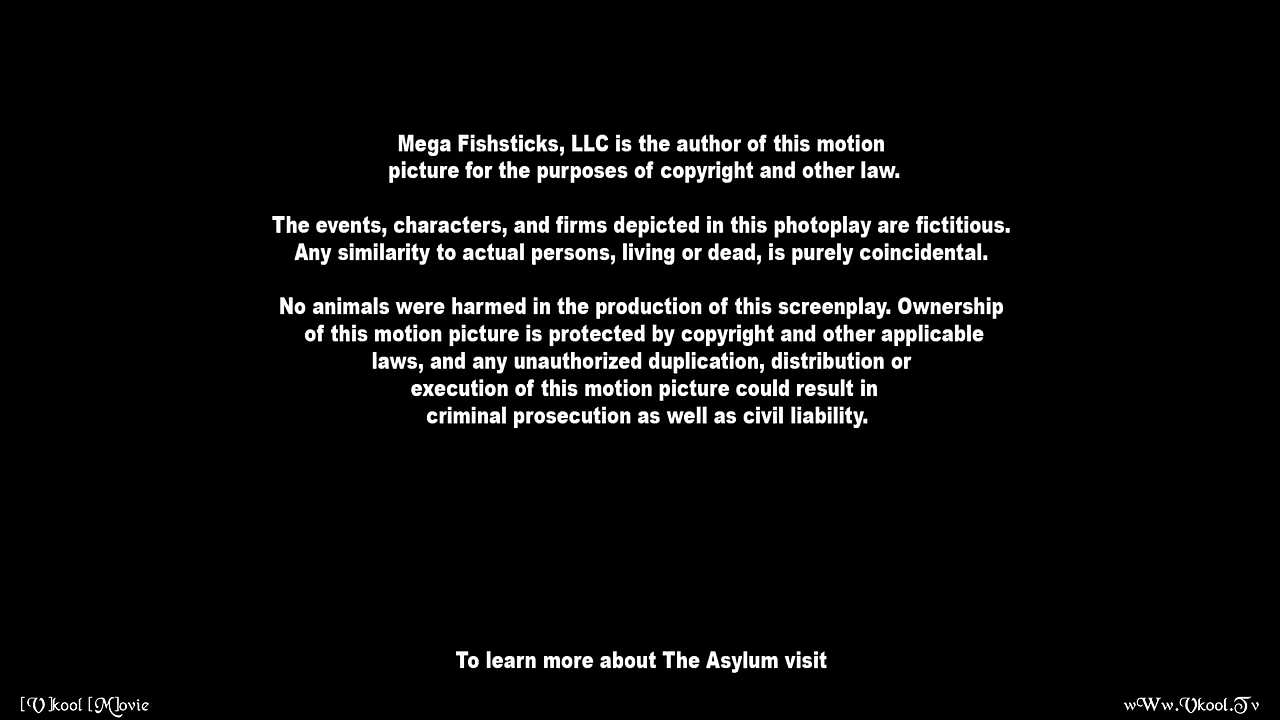 Mega Fishsticks, LLC is the author of this motion
picture for the purposes of copyright and other law.
The events, characters, and firms depicted in this photoplay are fictitious.
Any similarity to actual persons, living or dead, is purely coincidental.
No animals were harmed in the production of this screenplay. Ownership
of this motion picture is protected by copyright and other applicable
laws, and any unauthorized duplication, distribution or
execution of this motion picture could result in
criminal prosecution as well as civil liability.
To learn more about The Asylum visit
[V]kool [M]ovie
wWw.Vkool.Tv